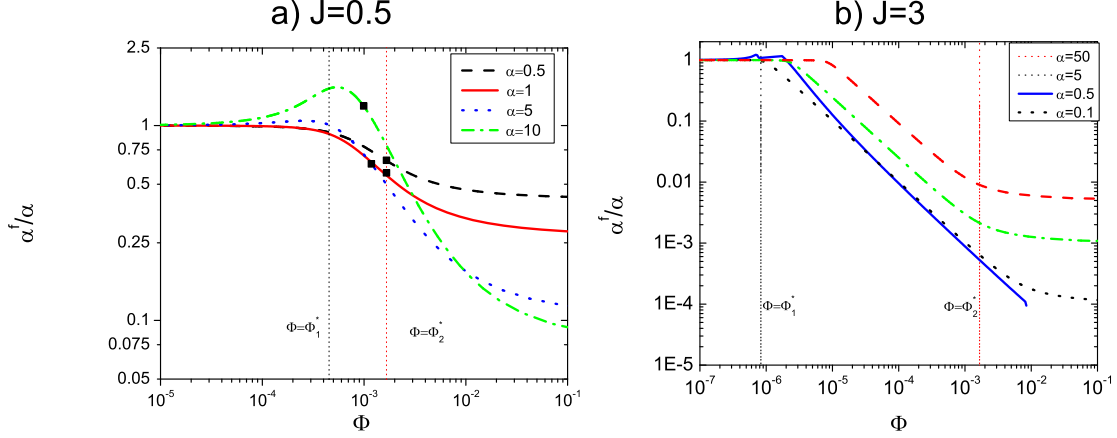 a) J=0.5
2.5
1
0.75
0.5
0.25
0.1
0.075
0.05
αᶠ/α
α=0.5
α=1
α=5
α=10
Φ=Φ₁*
Φ=Φ₂*
10⁻⁵
10⁻⁴
10⁻³
10⁻²
10⁻¹
Φ
b) J=3
1
0.1
0.01
1E-3
1E-4
1E-5
αᶠ/α
α=50
α=5
α=0.5
α=0.1
Φ=Φ₁*
Φ=Φ₂*
10⁻⁷
10⁻⁶
10⁻⁵
10⁻⁴
10⁻³
10⁻²
10⁻¹
Φ